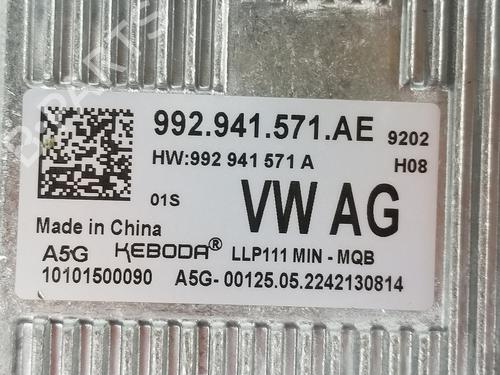 992.941.571.AE 9202
HW:992 941 571 A H08
01S VW AG
Made in China
A5G KEBODA® LLP111 MIN - MQB
10101500090 A5G- 00125.05.2242130814
B-PARTS